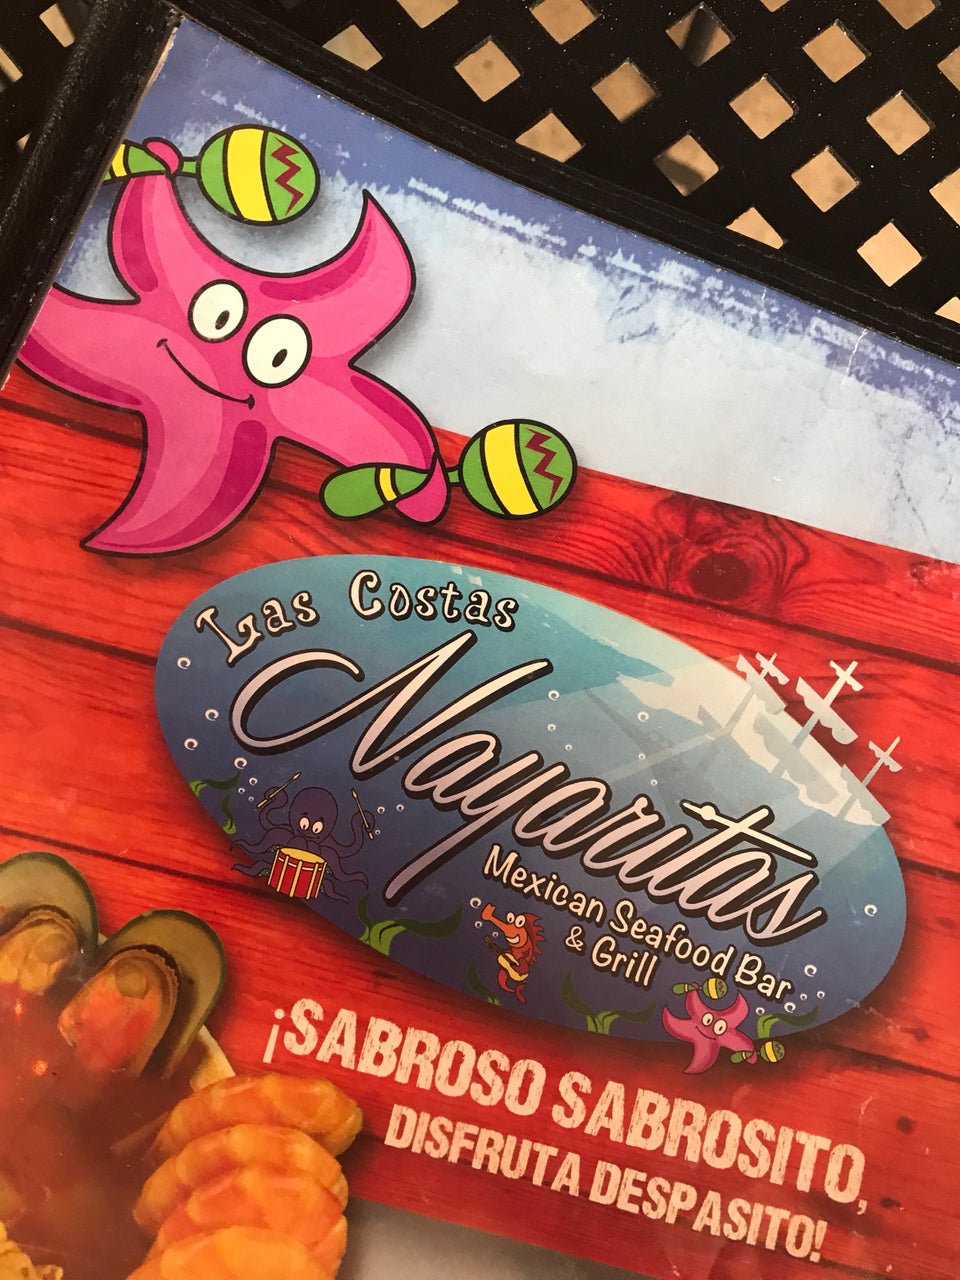 Las Costas
Nayaritas
Mexican Seafood Bar
& Grill
¡SABROSO SABROSITO,
DISFRUTA DESPASITO!